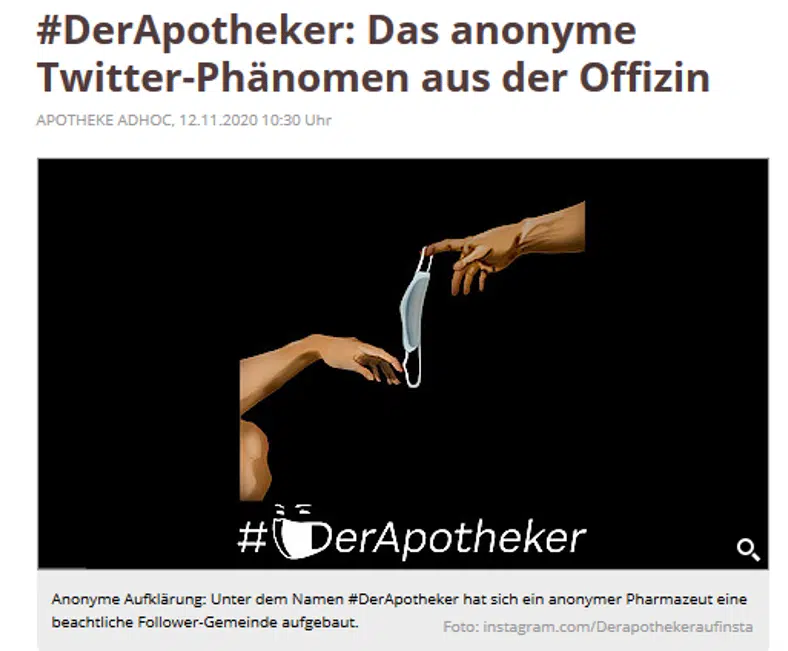 #DerApotheker: Das anonyme
Twitter-Phänomen aus der Offizin
APOTHEKE ADHOC, 12.11.2020 10:30 Uhr
#DerApotheker
Anonyme Aufklärung: Unter dem Namen #DerApotheker hat sich ein anonymer Pharmazeut eine
beachtliche Follower-Gemeinde aufgebaut.
Foto: instagram.com/Derapothekeraufinsta